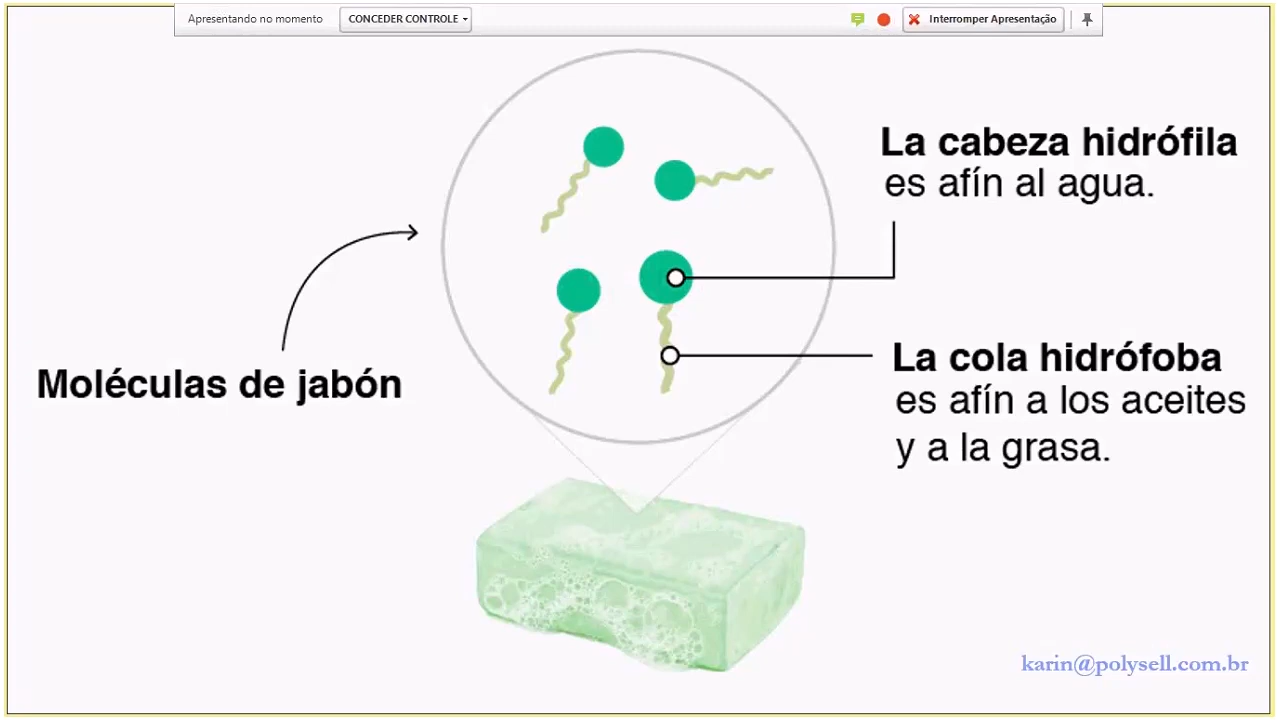 Apresentando no momento
CONCEDER CONTROLE
Interromper Apresentação
La cabeza hidrófila
es afín al agua.
Moléculas de jabón
La cola hidrófoba
es afín a los aceites
y a la grasa.
karin@polysell.com.br